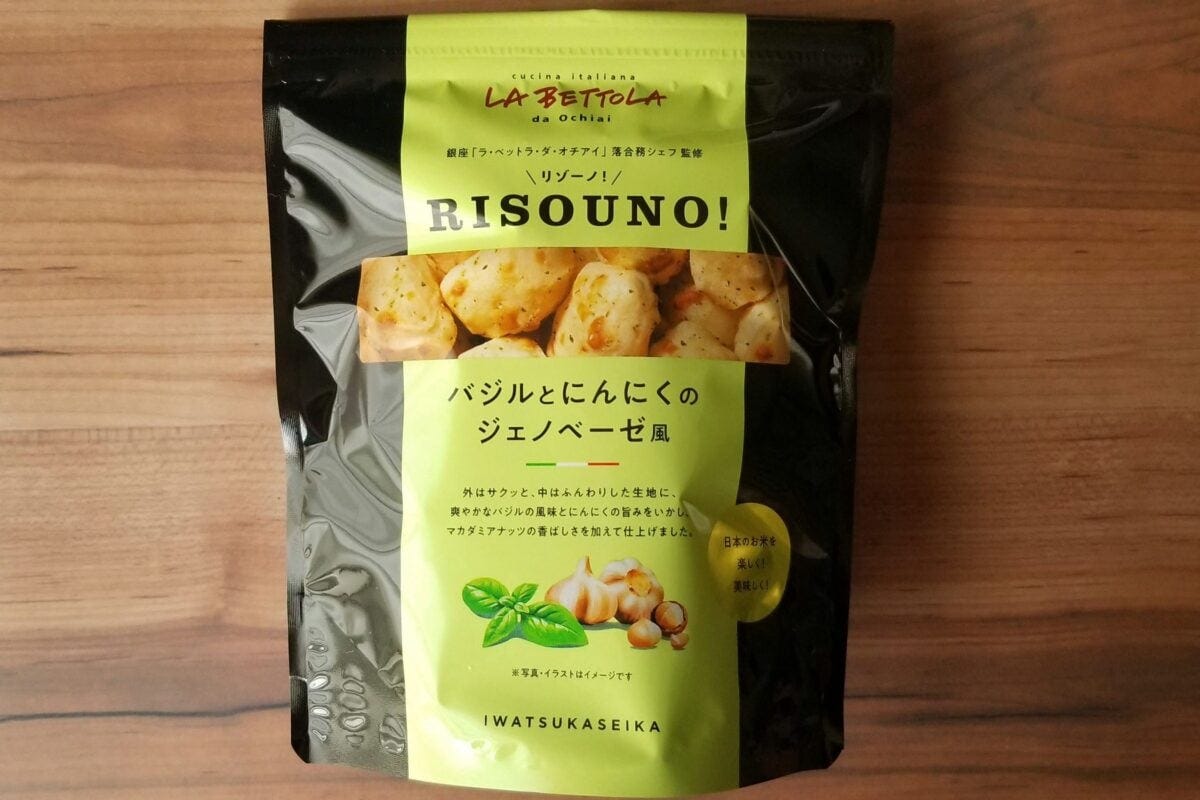 cucina italiana
LA BETTOLA
da Ochiai
銀座「ラ・ベットラ・ダ・オチアイ」落合務シェフ 監修
\ リゾーノ! /
RISOUNO!
バジルとにんにくの
ジェノベーゼ風
外はサクッと、中はふんわりした生地に、
爽やかなバジルの風味とにんにくの旨みをいかし、
マカダミアナッツの香ばしさを加えて仕上げました。
日本のお米を
楽しく!
美味しく!
※写真・イラストはイメージです
IWATSUKASEIKA